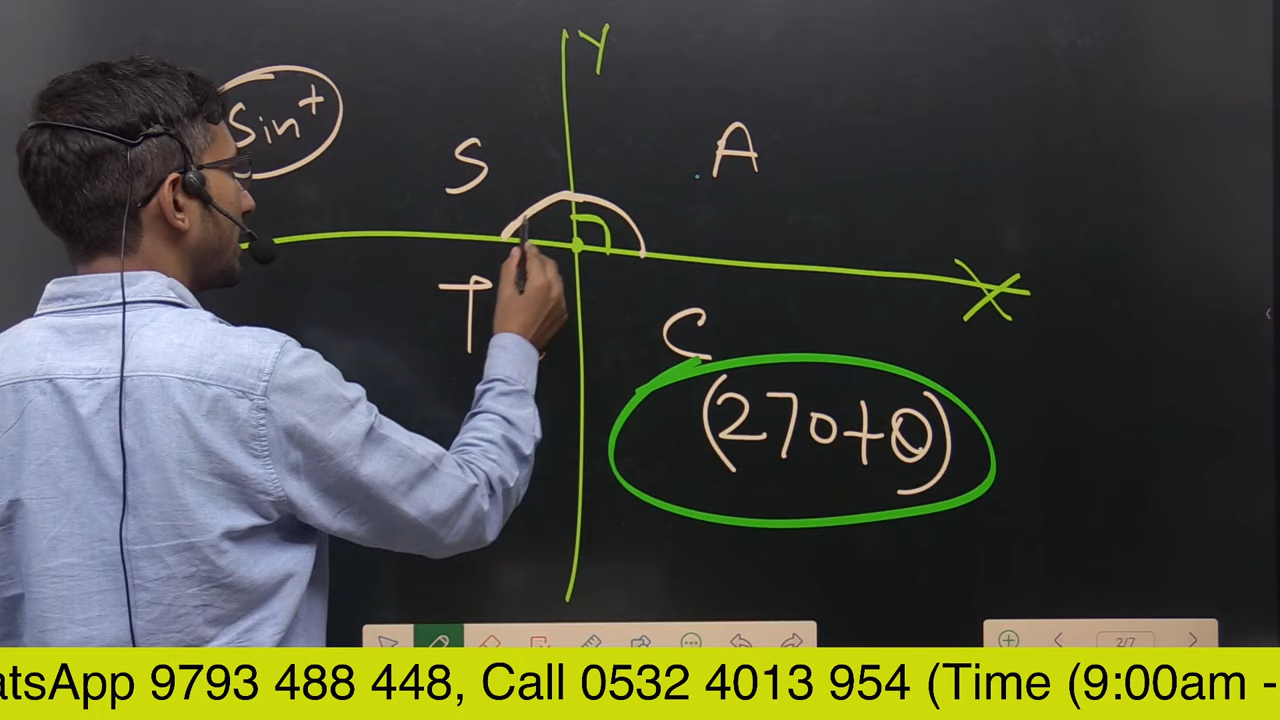 Y
Sin+
S
A
X
T
C
(270+θ)
2/7
atsApp 9793 488 448, Call 0532 4013 954 (Time (9:00am -